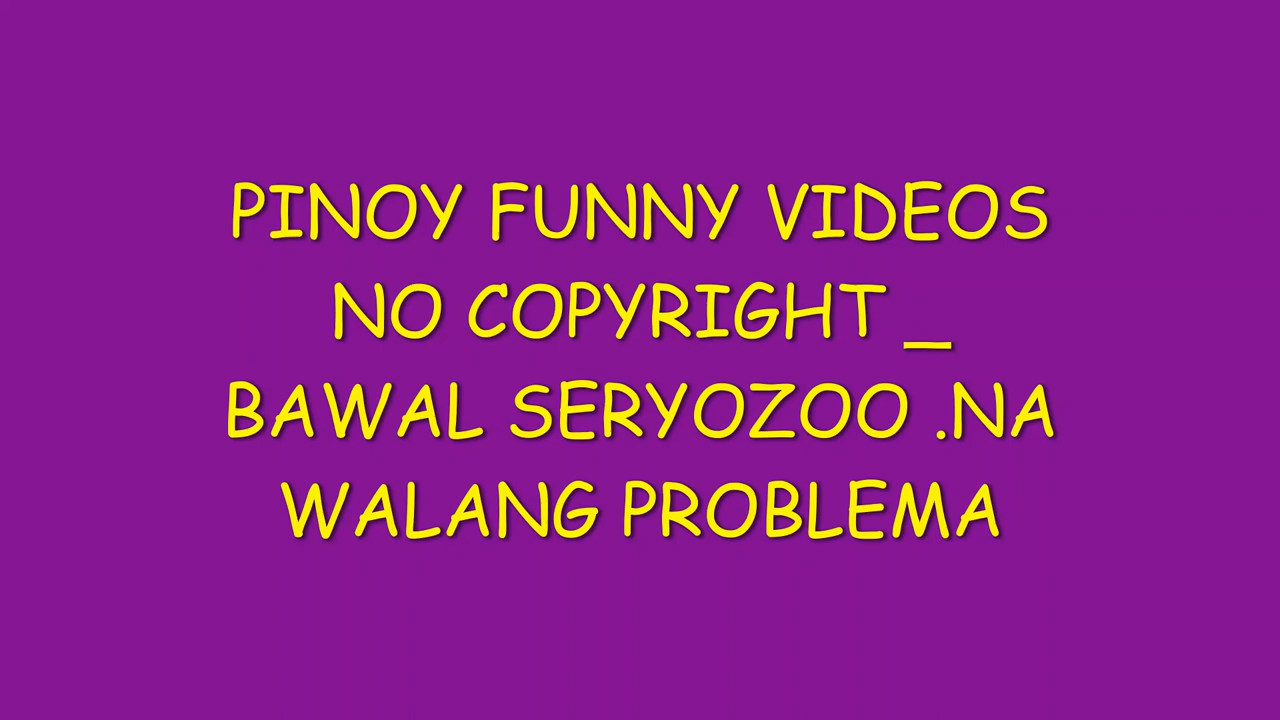 PINOY FUNNY VIDEOS
NO COPYRIGHT _
BAWAL SERYOZOO .NA
WALANG PROBLEMA